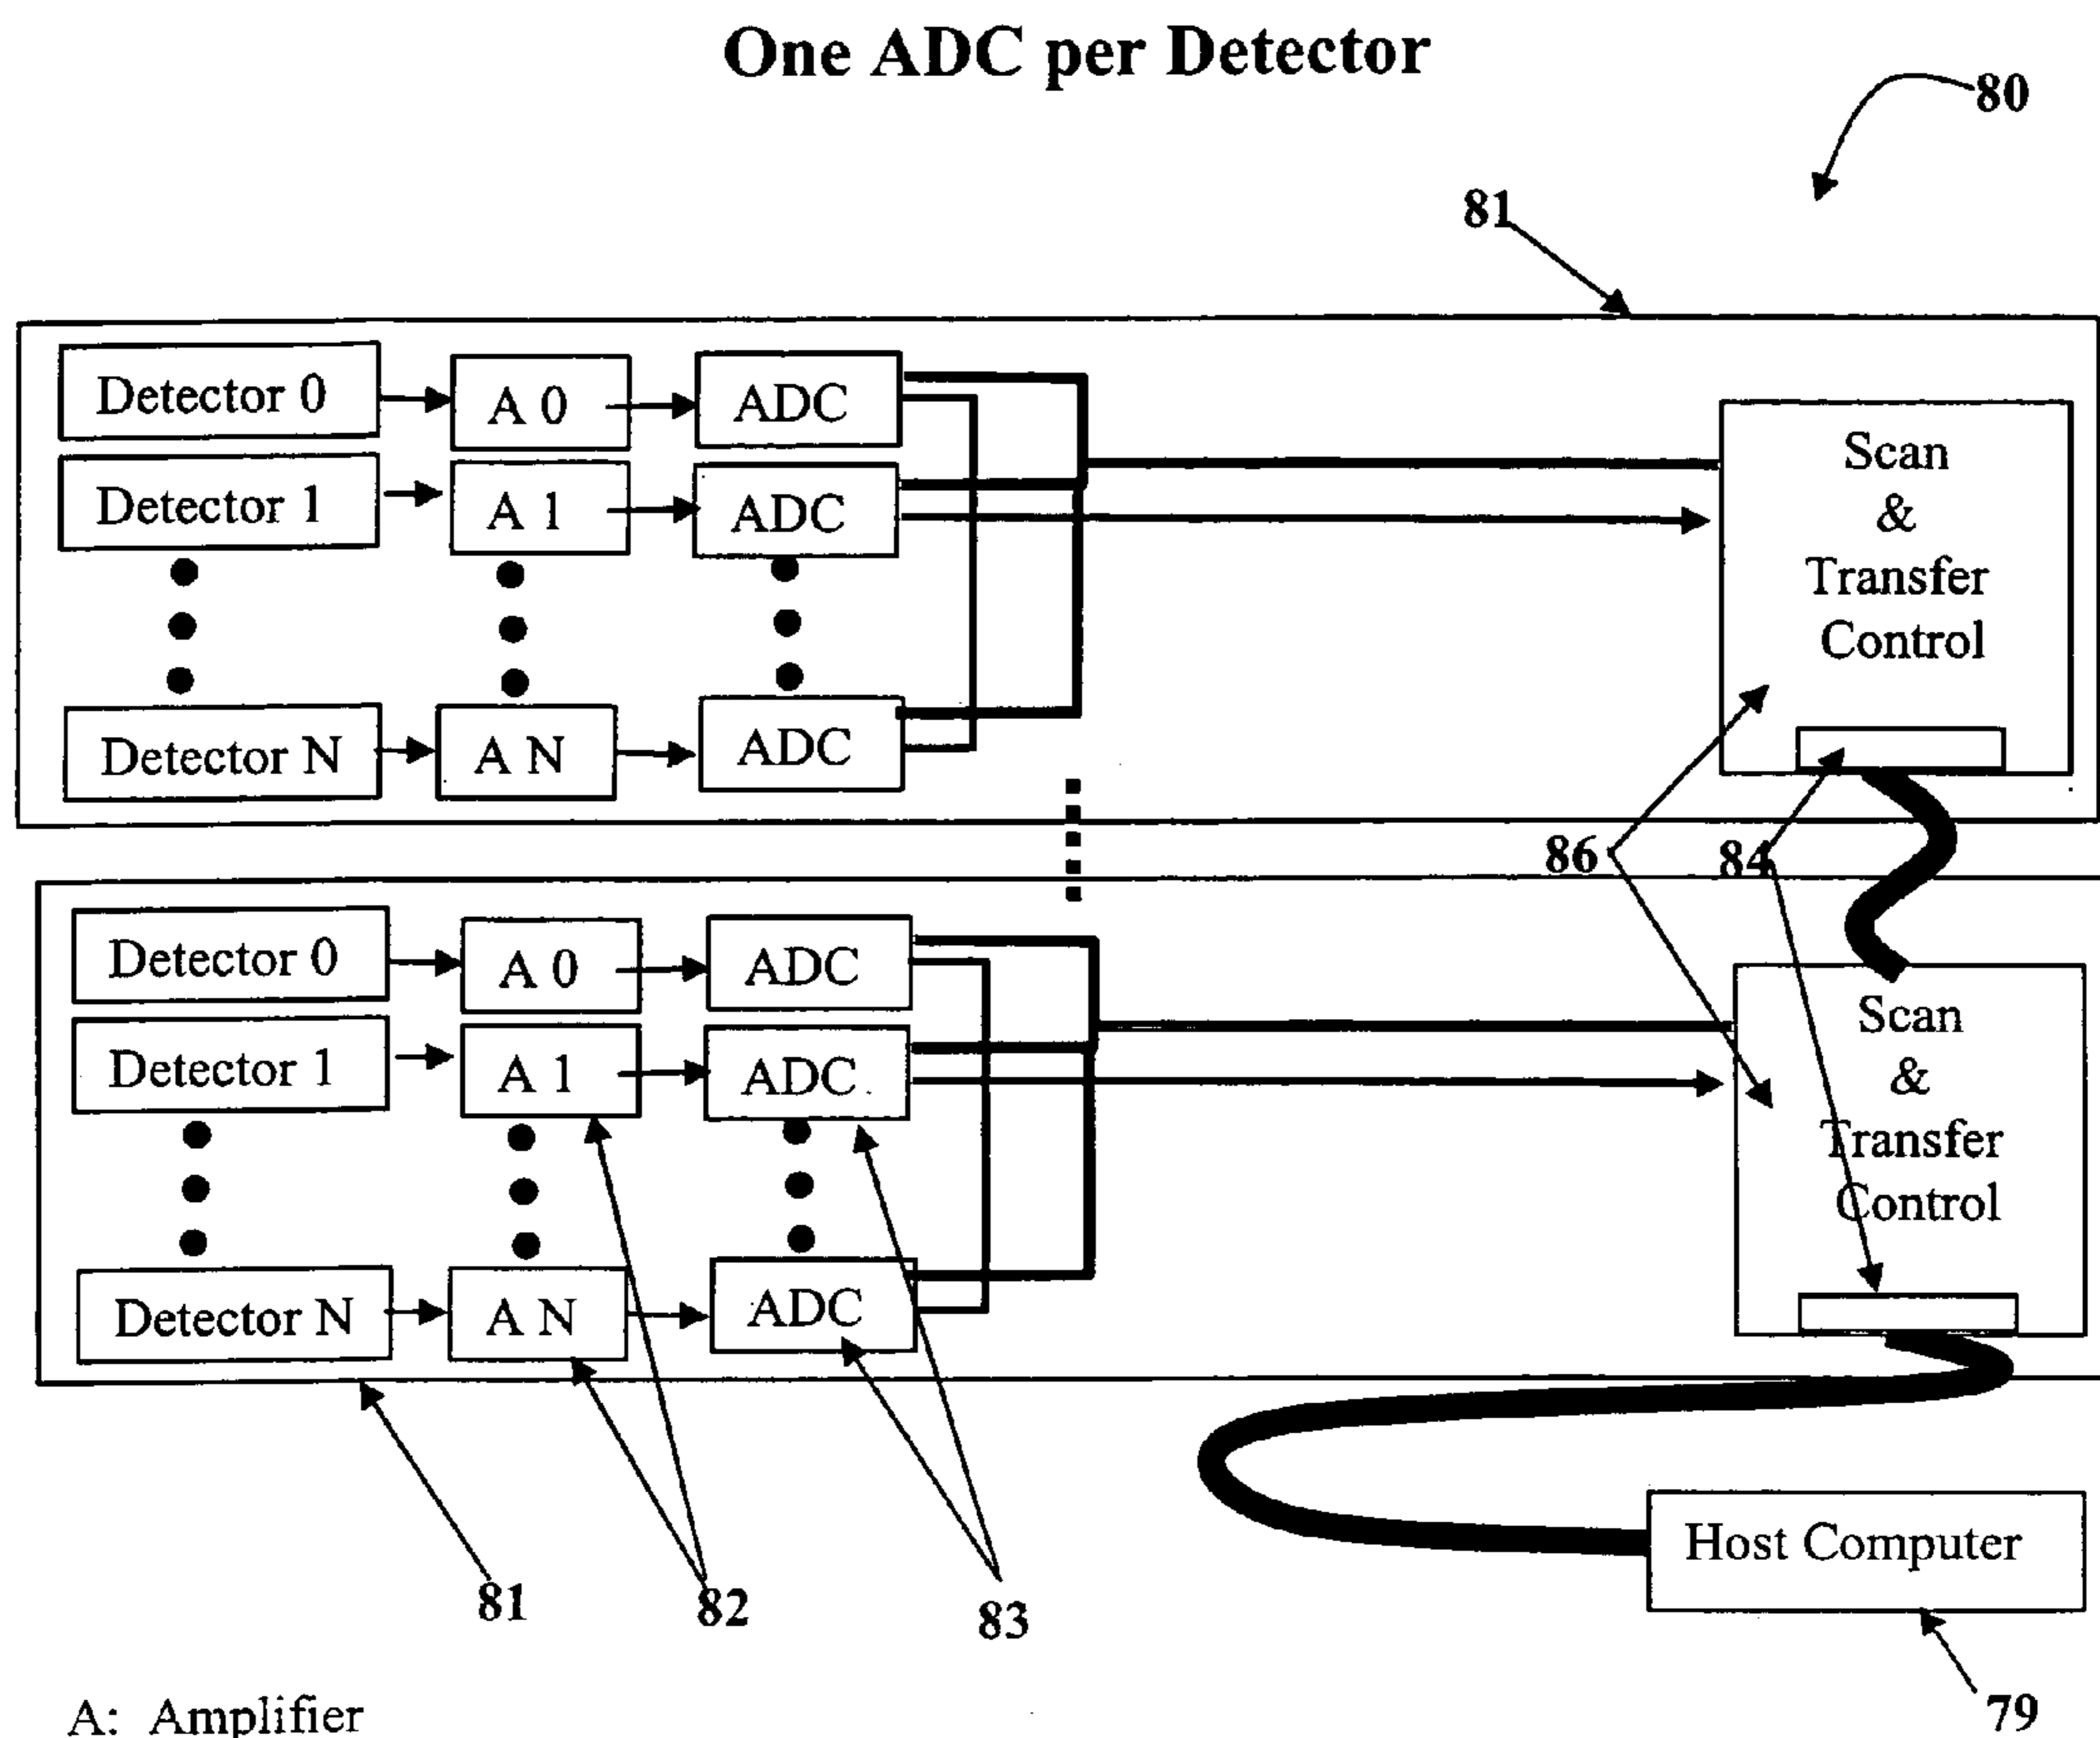 One ADC per Detector
80
81
Detector 0
A 0
ADC
Detector 1
A 1
ADC
Scan
&
Transfer
Control
Detector N
A N
ADC
86
84
Detector 0
A 0
ADC
Detector 1
A 1
ADC
Scan
&
Transfer
Control
Detector N
A N
ADC
81
82
83
Host Computer
79
A: Amplifier